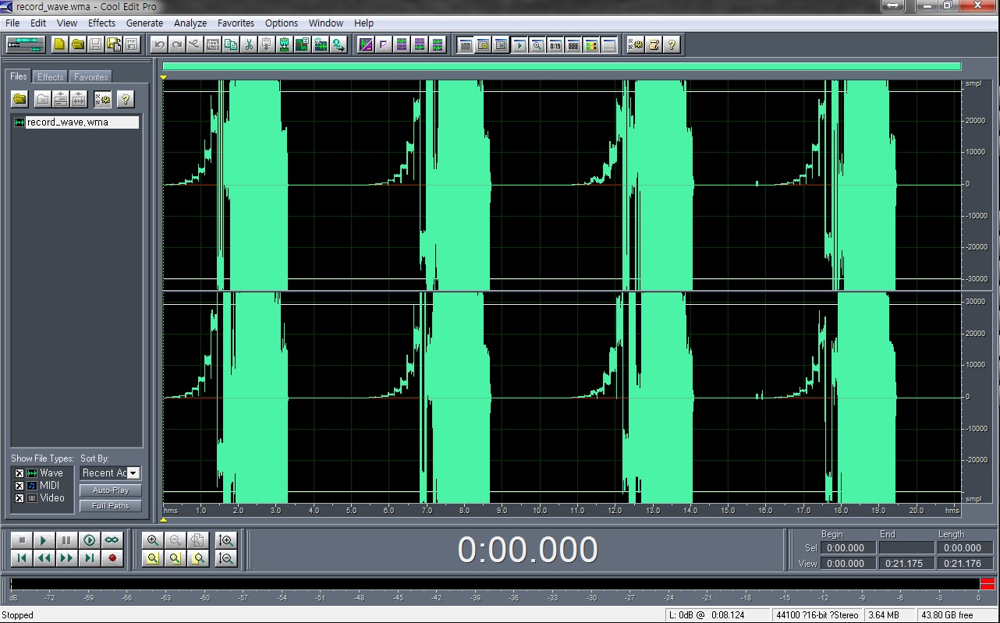 record_wave.wma - Cool Edit Pro
File Edit View Effects Generate Analyze Favorites Options Window Help
0:15
Files Effects Favorites
record_wave.wma
smpl
20000
10000
0
-10000
-20000
-30000
30000
20000
10000
0
-10000
-20000
smpl
hms 1.0 2.0 3.0 4.0 5.0 6.0 7.0 8.0 9.0 10.0 11.0 12.0 13.0 14.0 15.0 16.0 17.0 18.0 19.0 20.0 hms
Show File Types: Sort By:
Wave Recent Ac
MIDI Auto-Play
Video Full Paths
0:00.000
Begin End Length
Sel 0:00.000 0:00.000
View 0:00.000 0:21.175 0:21.176
dB -72 -69 -66 -63 -60 -57 -54 -51 -48 -45 -42 -39 -36 -33 -30 -27 -24 -21 -18 -15 -12 -9 -6 -3 0
Stopped L: 0dB @ 0:08.124 44100 ?16-bit ?Stereo 3.64 MB 43.80 GB free